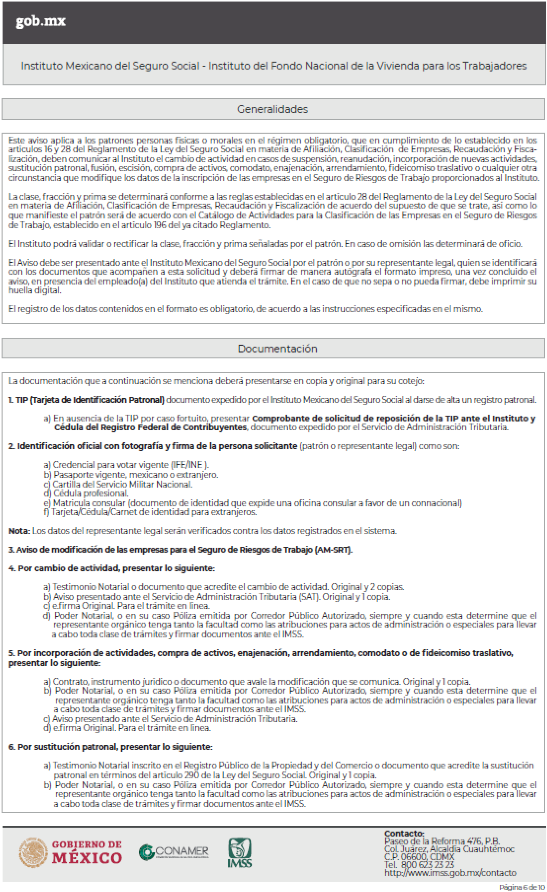 gob.mx
Instituto Mexicano del Seguro Social - Instituto del Fondo Nacional de la Vivienda para los Trabajadores
Generalidades
Este aviso aplica a los patrones personas físicas o morales en el régimen obligatorio, que en cumplimiento de lo establecido en los
artículos 16 y 28 del Reglamento de la Ley del Seguro Social en materia de Afiliación, Clasificación de Empresas, Recaudación y Fisca-
lización, deben comunicar al Instituto el cambio de actividad en casos de suspensión, reanudación, incorporación de nuevas actividades,
sustitución patronal, fusión, escisión, compra de activos, comodato, enajenación, arrendamiento, fideicomiso traslativo o cualquier otra
circunstancia que modifique los datos de la inscripción de las empresas en el Seguro de Riesgos de Trabajo proporcionados al Instituto.
La clase, fracción y prima se determinará conforme a las reglas establecidas en el artículo 28 del Reglamento de la Ley del Seguro Social
en materia de Afiliación, Clasificación de Empresas, Recaudación y Fiscalización de acuerdo del supuesto de que se trate, así como lo
que manifieste el patrón será de acuerdo con el Catálogo de Actividades para la Clasificación de las Empresas en el Seguro de Riesgos
de Trabajo, establecido en el artículo 196 del ya citado Reglamento.
El Instituto podrá validar o rectificar la clase, fracción y prima señaladas por el patrón. En caso de omisión las determinará de oficio.
El Aviso debe ser presentado ante el Instituto Mexicano del Seguro Social por el patrón o por su representante legal, quien se identificará
con los documentos que acompañen a esta solicitud y deberá firmar de manera autógrafa el formato impreso, una vez concluido el
aviso, en presencia del empleado(a) del Instituto que atienda el trámite. En el caso de que no sepa o no pueda firmar, debe imprimir su
huella digital.
El registro de los datos contenidos en el formato es obligatorio, de acuerdo a las instrucciones especificadas en el mismo.
Documentación
La documentación que a continuación se menciona deberá presentarse en copia y original para su cotejo:
1. TIP (Tarjeta de Identificación Patronal) documento expedido por el Instituto Mexicano del Seguro Social al darse de alta un registro patronal.
a) En ausencia de la TIP por caso fortuito, presentar Comprobante de solicitud de reposición de la TIP ante el Instituto y
Cédula del Registro Federal de Contribuyentes, documento expedido por el Servicio de Administración Tributaria.
2. Identificación oficial con fotografía y firma de la persona solicitante (patrón o representante legal) como son:
a) Credencial para votar vigente (IFE/INE ).
b) Pasaporte vigente, mexicano o extranjero.
c) Cartilla del Servicio Militar Nacional.
d) Cédula profesional.
e) Matrícula consular (documento de identidad que expide una oficina consular a favor de un connacional)
f) Tarjeta/Cédula/Carnet de identidad para extranjeros.
Nota: Los datos del representante legal serán verificados contra los datos registrados en el sistema.
3. Aviso de modificación de las empresas para el Seguro de Riesgos de Trabajo (AM-SRT).
4. Por cambio de actividad, presentar lo siguiente:
a) Testimonio Notarial o documento que acredite el cambio de actividad. Original y 2 copias.
b) Aviso presentado ante el Servicio de Administración Tributaria (SAT). Original y 1 copia.
c) e.firma Original. Para el trámite en línea.
d) Poder Notarial, o en su caso Póliza emitida por Corredor Público Autorizado, siempre y cuando esta determine que el
representante orgánico tenga tanto la facultad como las atribuciones para actos de administración o especiales para llevar
a cabo toda clase de trámites y firmar documentos ante el IMSS.
5. Por incorporación de actividades, compra de activos, enajenación, arrendamiento, comodato o de fideicomiso traslativo,
presentar lo siguiente:
a) Contrato, instrumento jurídico o documento que avale la modificación que se comunica. Original y 1 copia.
b) Poder Notarial, o en su caso Póliza emitida por Corredor Público Autorizado, siempre y cuando esta determine que el
representante orgánico tenga tanto la facultad como las atribuciones para actos de administración o especiales para llevar
a cabo toda clase de trámites y firmar documentos ante el IMSS.
c) Aviso presentado ante el Servicio de Administración Tributaria.
d) e.firma Original. Para el trámite en línea.
6. Por sustitución patronal, presentar lo siguiente:
a) Testimonio Notarial inscrito en el Registro Público de la Propiedad y del Comercio o documento que acredite la sustitución
patronal en términos del artículo 290 de la Ley del Seguro Social. Original y 1 copia.
b) Poder Notarial, o en su caso Póliza emitida por Corredor Público Autorizado, siempre y cuando esta determine que el
representante orgánico tenga tanto la facultad como las atribuciones para actos de administración o especiales para llevar
a cabo toda clase de trámites y firmar documentos ante el IMSS.
GOBIERNO DE
MÉXICO
CONAMER
IMSS
Contacto:
Paseo de la Reforma 476, P.B.
Col. Juárez, Alcaldía Cuauhtémoc
C.P. 06600, CDMX
Tel. 800 623 23 23
http://www.imss.gob.mx/contacto
Página 6 de 10